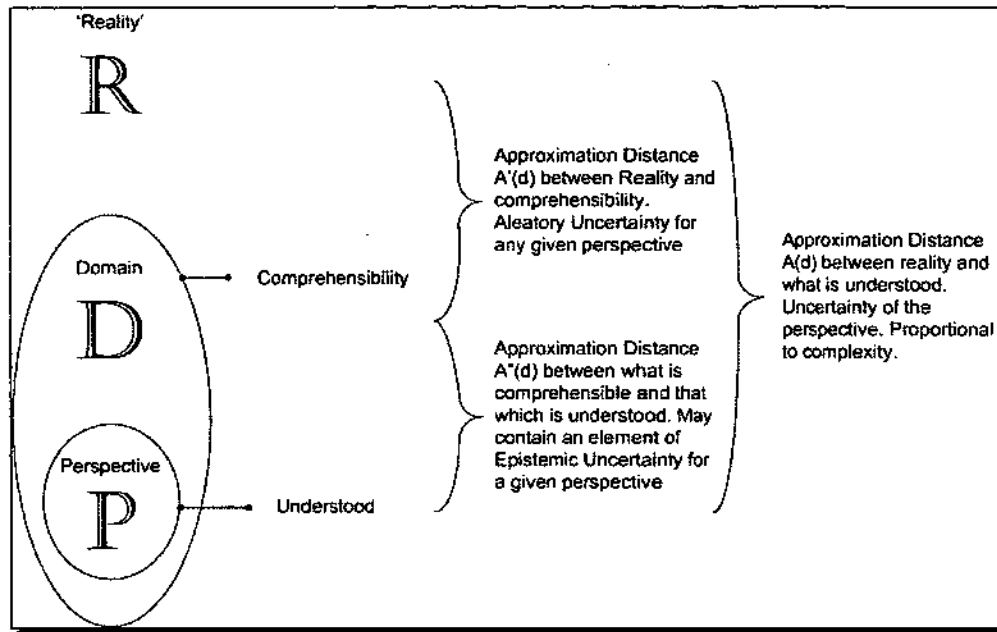 'Reality'
R
Domain
D
Comprehensibility
Perspective
P
Understood
Approximation Distance
A'(d) between Reality and
comprehensibility.
Aleatory Uncertainty for
any given perspective
Approximation Distance
A"(d) between what is
comprehensible and that
which is understood. May
contain an element of
Epistemic Uncertainty for
a given perspective
Approximation Distance
A(d) between reality and
what is understood.
Uncertainty of the
perspective. Proportional
to complexity.